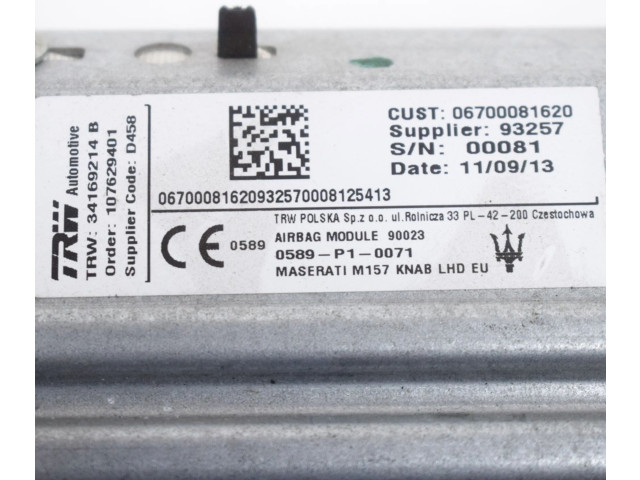 TRW Automotive
TRW: 34169214 B
Order: 107629401
Supplier Code: D458
CUST: 06700081620
Supplier: 93257
S/N: 00081
Date: 11/09/13
067000816209325700081​25413
TRW POLSKA Sp.z o.o. ul.Rolnicza 33 PL-42-200 Czestochowa
CE 0589
AIRBAG MODULE 90023
0589-P1-0071
MASERATI M157 KNAB LHD EU